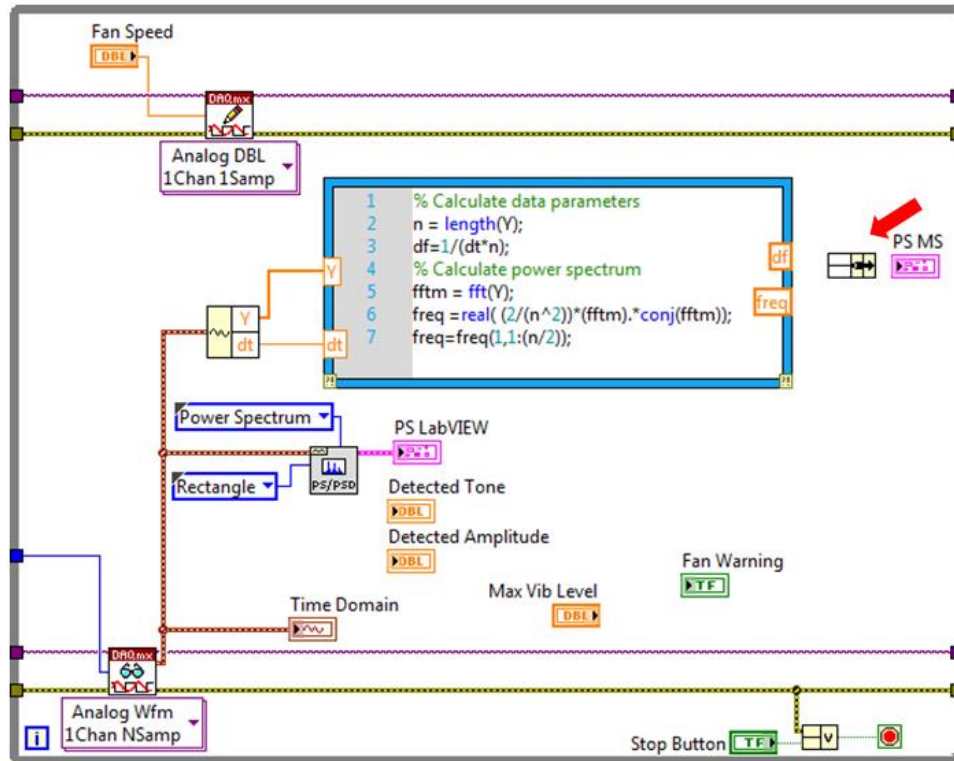 Fan Speed
DBL
DAQmx
Analog DBL
1Chan 1Samp
1 % Calculate data parameters
2 n = length(Y);
3 df=1/(dt*n);
4 % Calculate power spectrum
5 fftm = fft(Y);
6 freq =real( (2/(n^2))*(fftm).*conj(fftm));
7 freq=freq(1,1:(n/2));
Y
dt
df
freq
PS MS
Y
dt
?!
?!
Power Spectrum
PS LabVIEW
Rectangle
PS/PSD
Detected Tone
DBL
Detected Amplitude
DBL
Fan Warning
TF
Max Vib Level
DBL
Time Domain
DAQmx
Analog Wfm
1Chan NSamp
i
Stop Button
TF
V